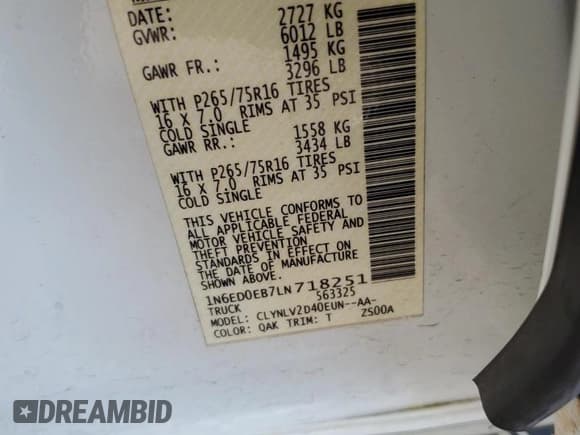 DATE: 2727 KG
GVWR: 6012 LB
1495 KG
GAWR FR.: 3296 LB
WITH P265/75R16 TIRES
16 X 7.0 RIMS AT 35 PSI
COLD SINGLE 1558 KG
GAWR RR.: 3434 LB
WITH P265/75R16 TIRES
16 X 7.0 RIMS AT 35 PSI
COLD SINGLE
THIS VEHICLE CONFORMS TO
ALL APPLICABLE FEDERAL
MOTOR VEHICLE SAFETY AND
THEFT PREVENTION
STANDARDS IN EFFECT ON
THE DATE OF MANUFACTURE
SHOWN ABOVE.
1N6ED0EB7LN718251
TRUCK 563325
MODEL: CLYNLV2D40EUN--AA-
COLOR: QAK TRIM: T ZS00A
DREAMBID